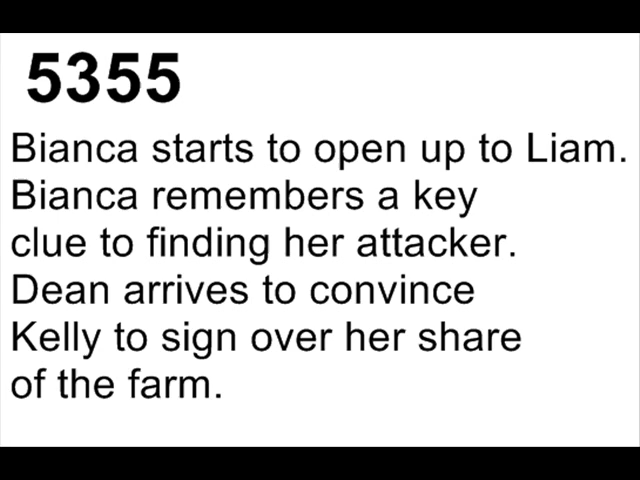 5355
Bianca starts to open up to Liam.
Bianca remembers a key
clue to finding her attacker.
Dean arrives to convince
Kelly to sign over her share
of the farm.